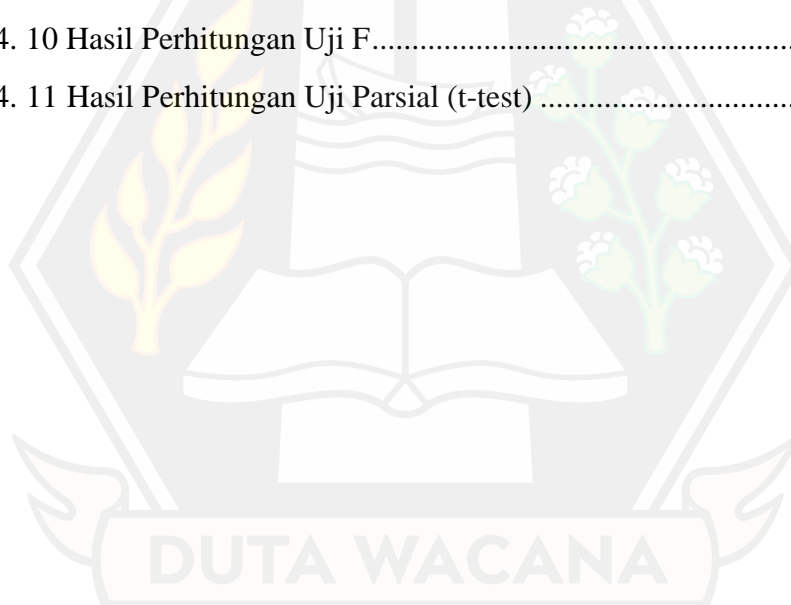 4. 10 Hasil Perhitungan Uji F..................................................
4. 11 Hasil Perhitungan Uji Parsial (t-test) ................................
DUTA WACANA